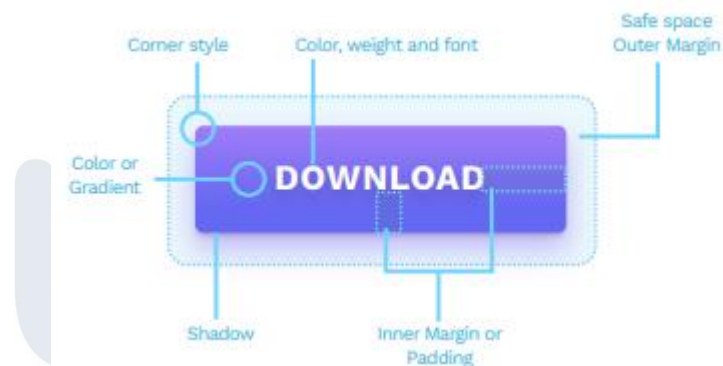 Safe space
Outer Margin
Corner style
Color, weight and font
Color or
Gradient
DOWNLOAD
Shadow
Inner Margin or
Padding